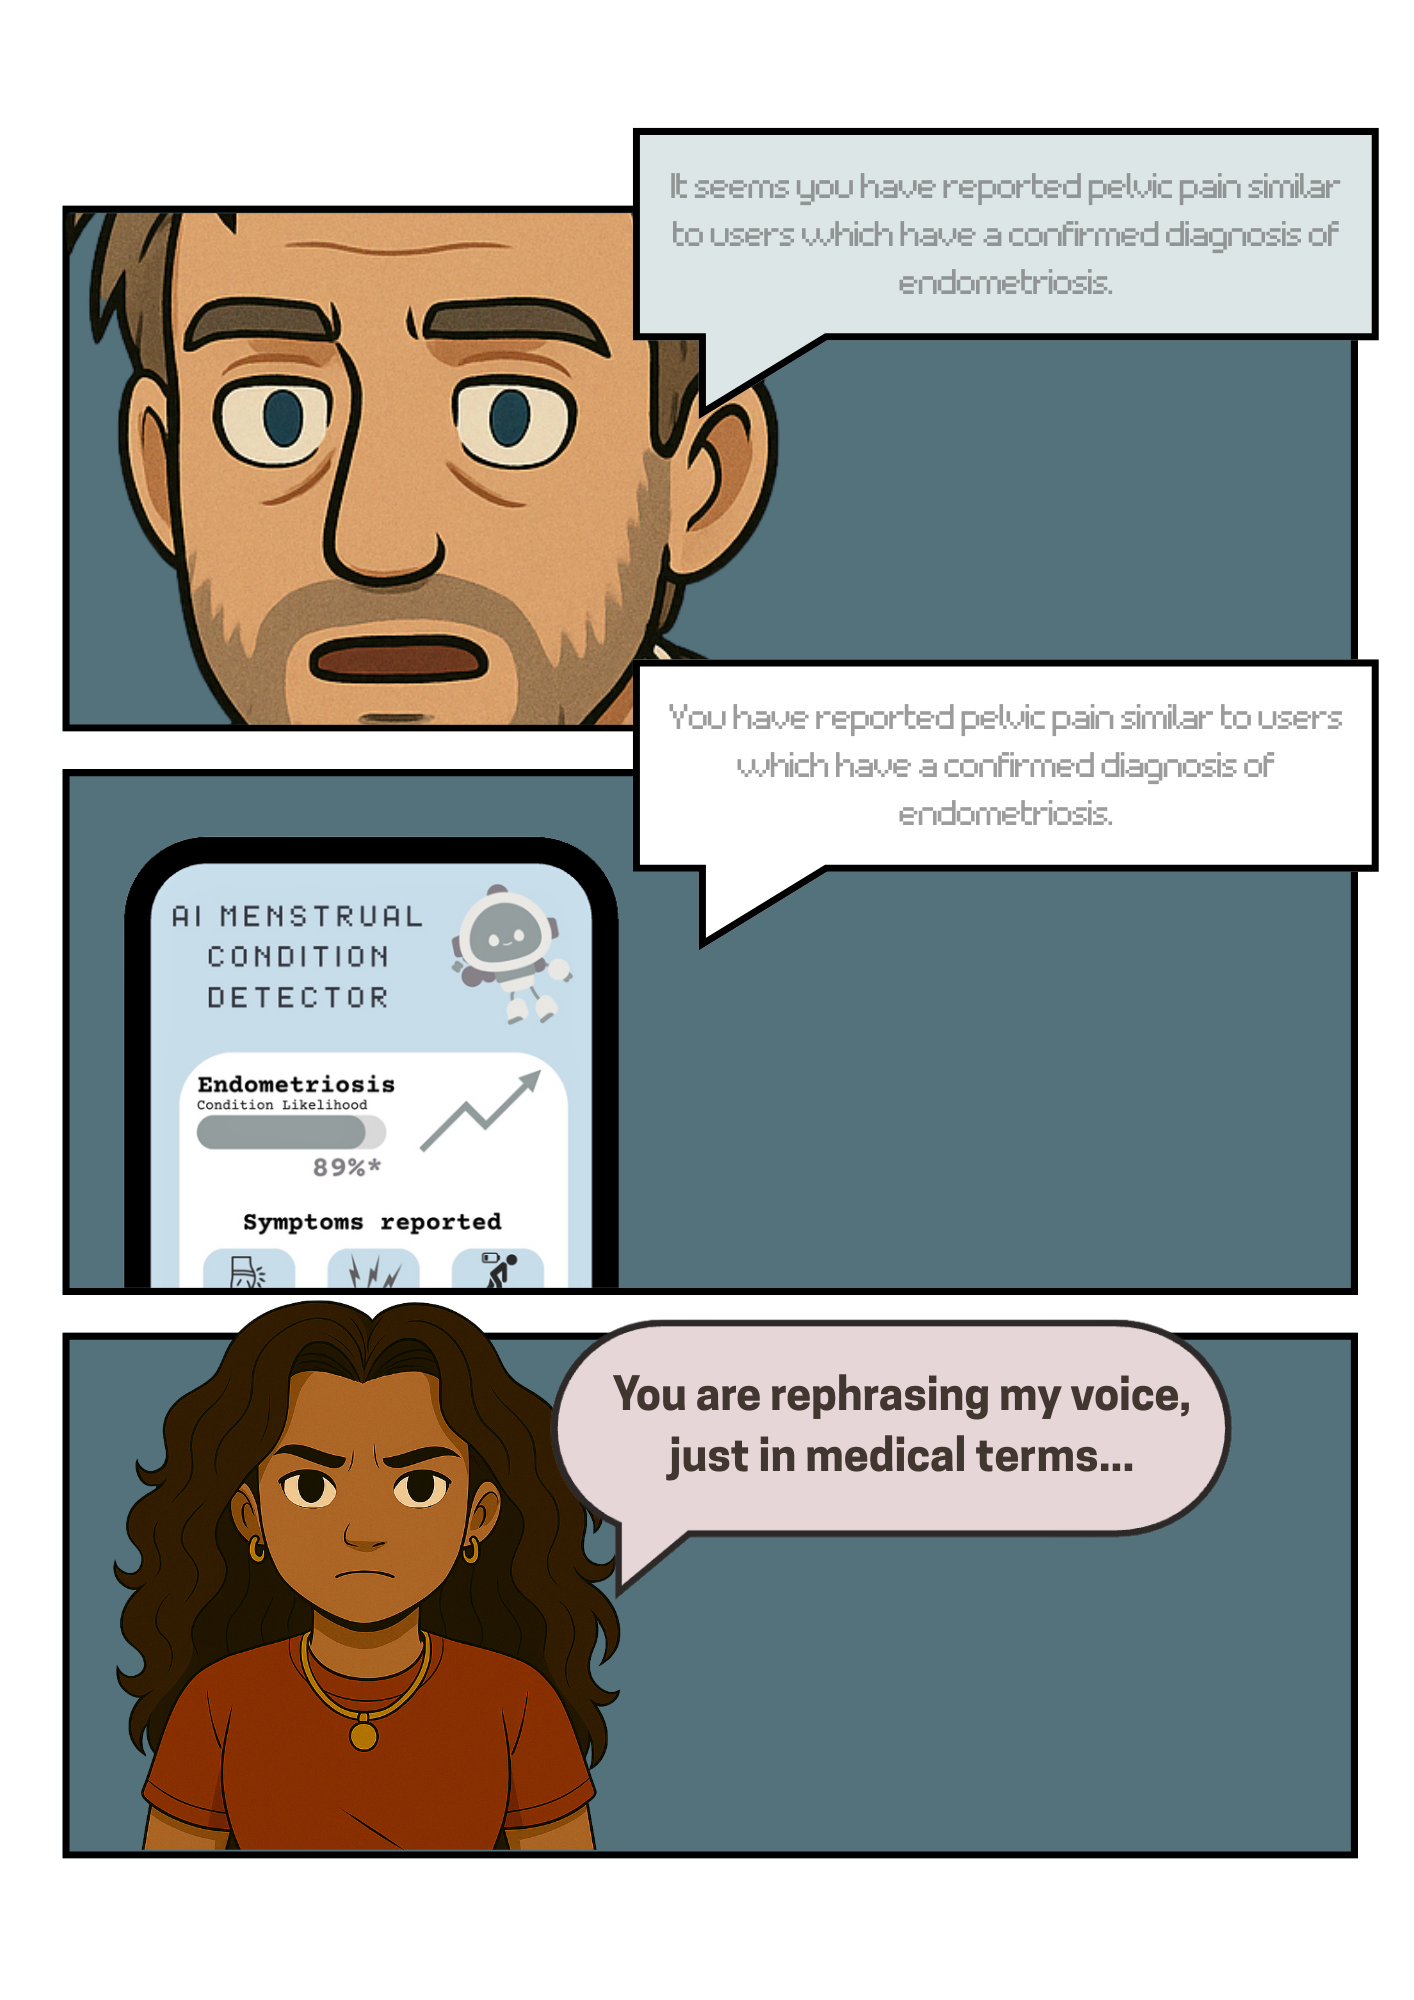 It seems you have reported pelvic pain similar
to users which have a confirmed diagnosis of
endometriosis.
You have reported pelvic pain similar to users
which have a confirmed diagnosis of
endometriosis.
AI MENSTRUAL
CONDITION
DETECTOR
Endometriosis
Condition Likelihood
89%*
Symptoms reported
You are rephrasing my voice,
just in medical terms...